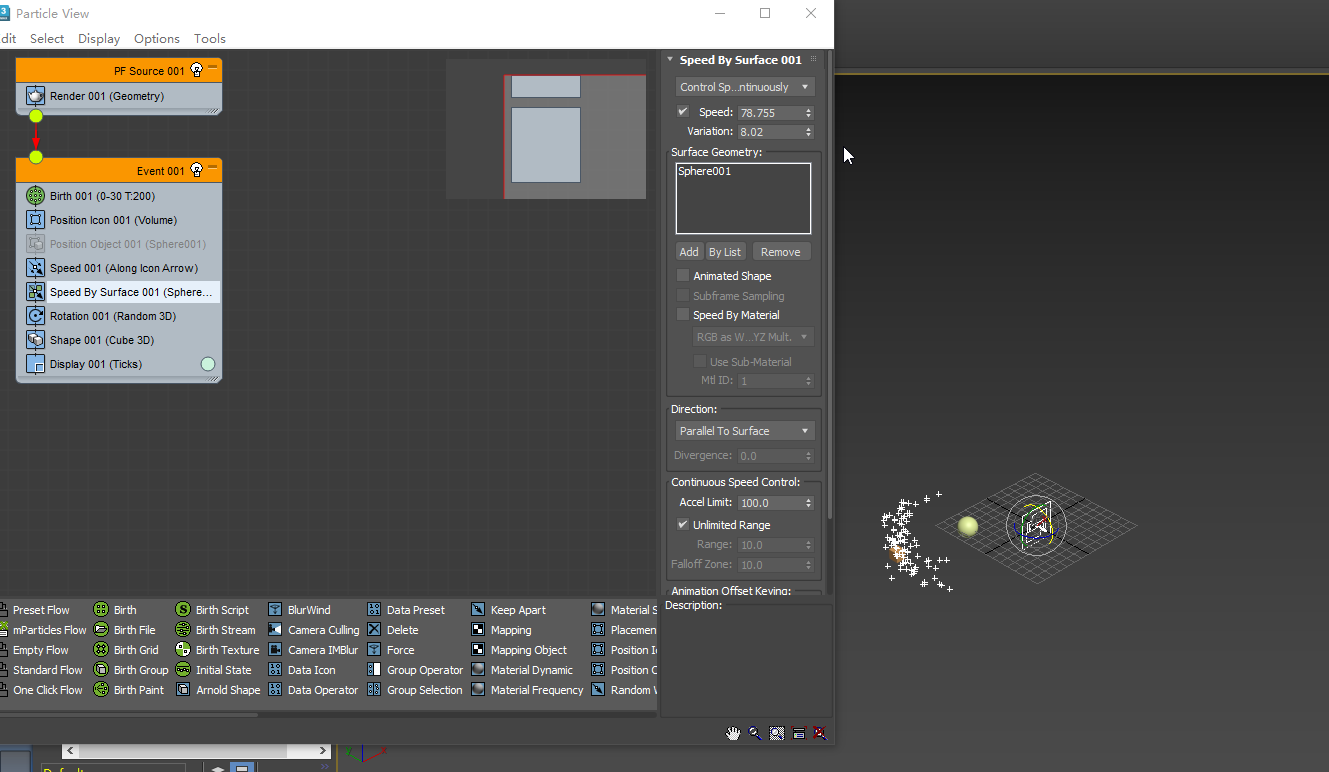 Particle View
dit Select Display Options Tools
PF Source 001
Render 001 (Geometry)
Event 001
Birth 001 (0-30 T:200)
Position Icon 001 (Volume)
Position Object 001 (Sphere001)
Speed 001 (Along Icon Arrow)
Speed By Surface 001 (Sphere...
Rotation 001 (Random 3D)
Shape 001 (Cube 3D)
Display 001 (Ticks)
Speed By Surface 001
Control Sp...ntinuously
Speed: 78.755
Variation: 8.02
Surface Geometry:
Sphere001
Add By List Remove
Animated Shape
Subframe Sampling
Speed By Material
RGB as W...YZ Mult.
Use Sub-Material
Mtl ID: 1
Direction:
Parallel To Surface
Divergence: 0.0
Continuous Speed Control:
Accel Limit: 100.0
Unlimited Range
Range: 10.0
Falloff Zone: 10.0
Animation Offset Keying:
Description:
Preset Flow Birth Birth Script BlurWind Data Preset Keep Apart Material S
mParticles Flow Birth File Birth Stream Camera Culling Delete Mapping Placemen
Empty Flow Birth Grid Birth Texture Camera IMBlur Force Mapping Object Position I
Standard Flow Birth Group Initial State Data Icon Group Operator Material Dynamic Position O
One Click Flow Birth Paint Arnold Shape Data Operator Group Selection Material Frequency Random W